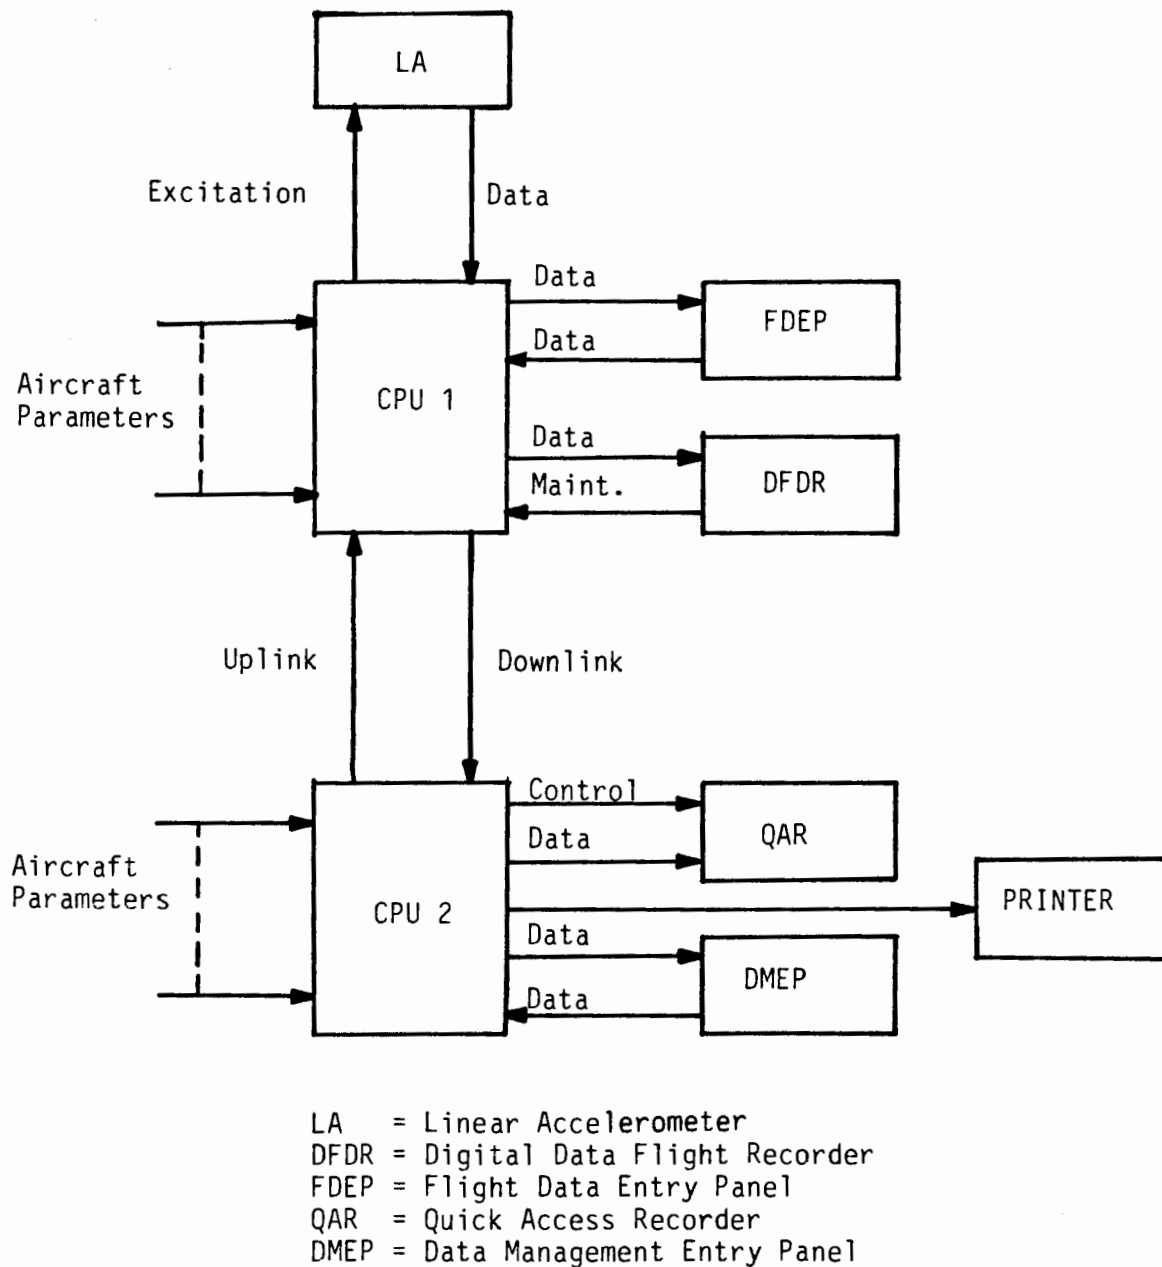 LA
Excitation
Data
Data
FDEP
Data
Aircraft
Parameters
CPU 1
Data
DFDR
Maint.
Uplink
Downlink
Control
QAR
Data
Aircraft
Parameters
CPU 2
PRINTER
Data
DMEP
Data
LA = Linear Accelerometer
DFDR = Digital Data Flight Recorder
FDEP = Flight Data Entry Panel
QAR = Quick Access Recorder
DMEP = Data Management Entry Panel